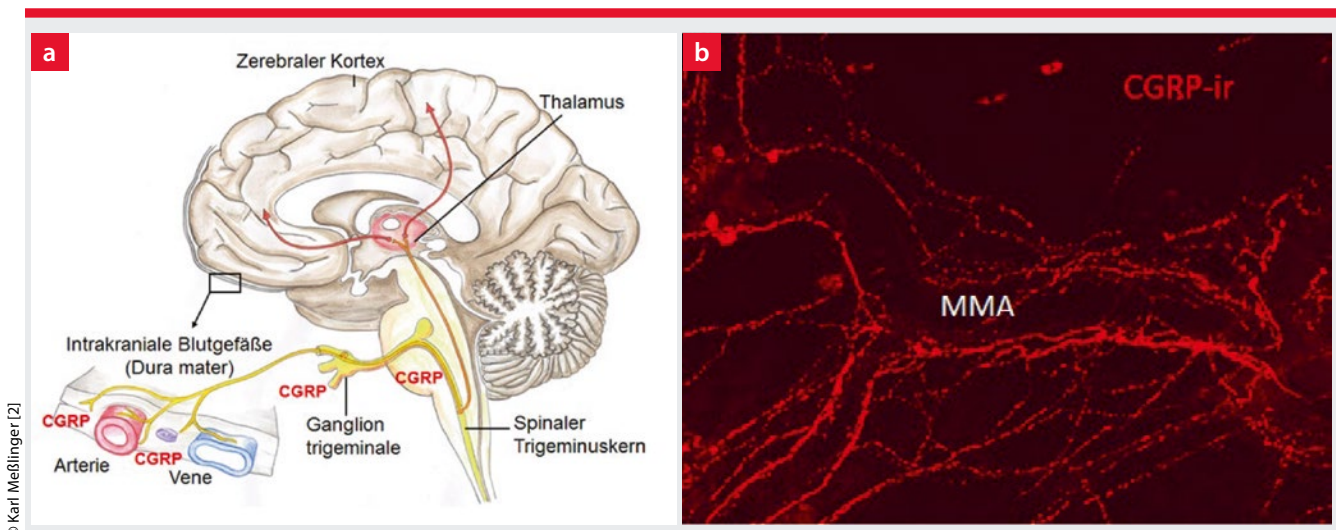 a
Zerebraler Kortex
Thalamus
Intrakraniale Blutgefäße
(Dura mater)
CGRP
CGRP
CGRP
CGRP
Arterie
Vene
Ganglion
trigeminale
Spinaler
Trigeminuskern
b
CGRP-ir
MMA
© Karl Meßlinger [2]